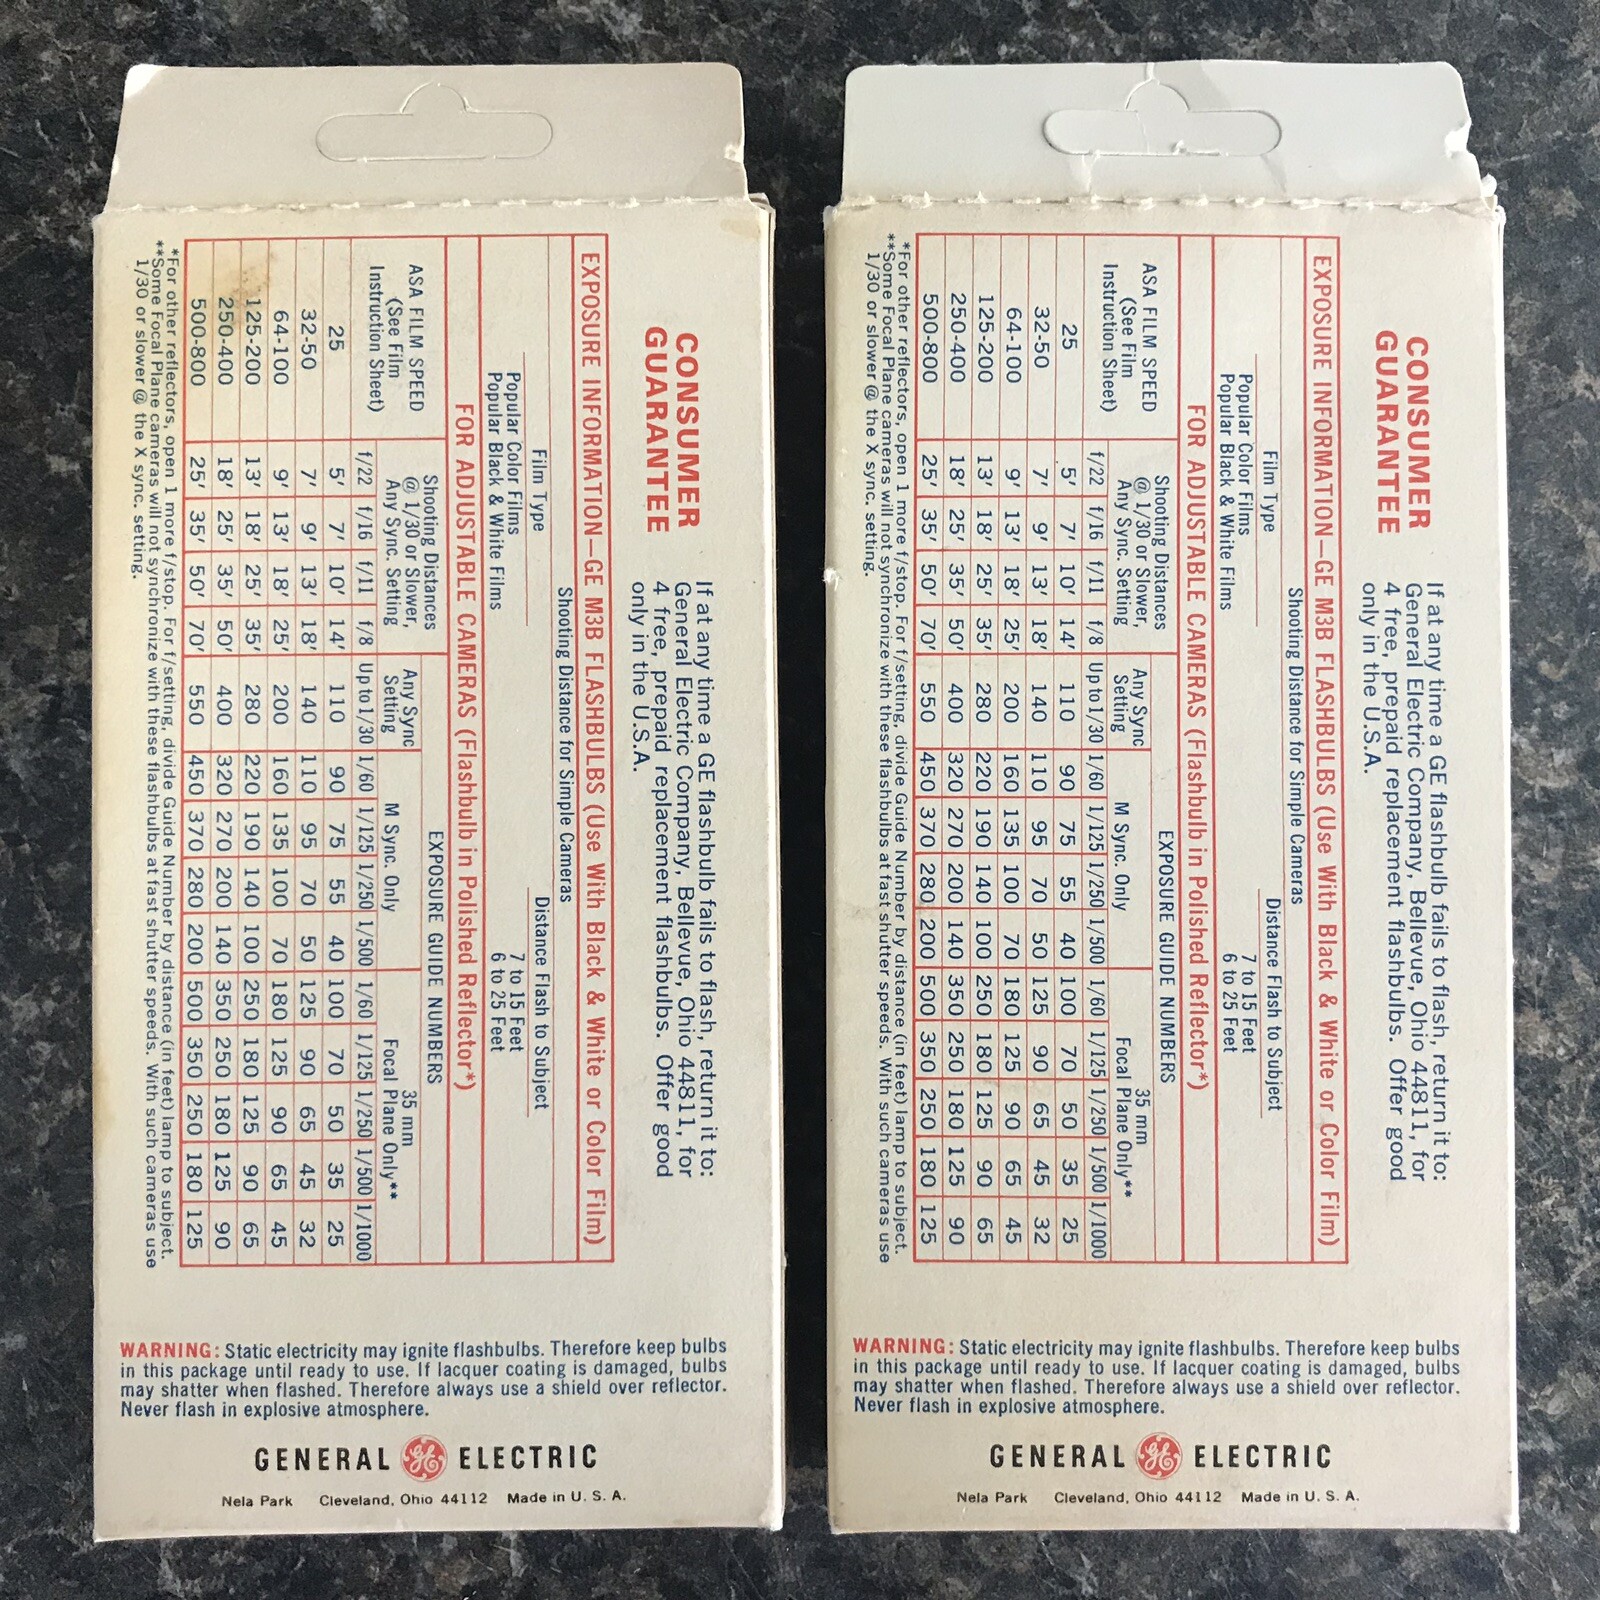 CONSUMER
GUARANTEE
If at any time a GE flashbulb fails to flash, return it to:
General Electric Company, Bellevue, Ohio 44811, for
4 free, prepaid replacement flashbulbs. Offer good
only in the U.S.A.
EXPOSURE INFORMATION—GE M3B FLASHBULBS (Use With Black & White or Color Film)
Shooting Distance for Simple Cameras
Film Type Distance Flash to Subject
Popular Color Films 7 to 15 Feet
Popular Black & White Films 6 to 25 Feet
FOR ADJUSTABLE CAMERAS (Flashbulb in Polished Reflector*)
ASA FILM SPEED
(See Film
Instruction Sheet)
Shooting Distances
@ 1/30 or Slower,
Any Sync. Setting
EXPOSURE GUIDE NUMBERS
Any Sync
Setting
M Sync. Only
35 mm
Focal Plane Only**
f/22 f/16 f/11 f/8 Up to 1/30 1/60 1/125 1/250 1/500 1/60 1/125 1/250 1/500 1/1000
25 5' 7' 10' 14' 110 90 75 55 40 100 70 50 35 25
32-50 7' 9' 13' 18' 140 110 95 70 50 125 90 65 45 32
64-100 9' 13' 18' 25' 200 160 135 100 70 180 125 90 65 45
125-200 13' 18' 25' 35' 280 220 190 140 100 250 180 125 90 65
250-400 18' 25' 35' 50' 400 320 270 200 140 350 250 180 125 90
500-800 25' 35' 50' 70' 550 450 370 280 200 500 350 250 180 125
*For other reflectors, open 1 more f/stop. For f/setting, divide Guide Number by distance (in feet) lamp to subject.
**Some Focal Plane cameras will not synchronize with these flashbulbs at fast shutter speeds. With such cameras use
1/30 or slower @ the X sync. setting.
WARNING: Static electricity may ignite flashbulbs. Therefore keep bulbs
in this package until ready to use. If lacquer coating is damaged, bulbs
may shatter when flashed. Therefore always use a shield over reflector.
Never flash in explosive atmosphere.
GENERAL GE ELECTRIC
Nela Park Cleveland, Ohio 44112 Made in U. S. A.
CONSUMER
GUARANTEE
If at any time a GE flashbulb fails to flash, return it to:
General Electric Company, Bellevue, Ohio 44811, for
4 free, prepaid replacement flashbulbs. Offer good
only in the U.S.A.
EXPOSURE INFORMATION—GE M3B FLASHBULBS (Use With Black & White or Color Film)
Shooting Distance for Simple Cameras
Film Type Distance Flash to Subject
Popular Color Films 7 to 15 Feet
Popular Black & White Films 6 to 25 Feet
FOR ADJUSTABLE CAMERAS (Flashbulb in Polished Reflector*)
ASA FILM SPEED
(See Film
Instruction Sheet)
Shooting Distances
@ 1/30 or Slower,
Any Sync. Setting
EXPOSURE GUIDE NUMBERS
Any Sync
Setting
M Sync. Only
35 mm
Focal Plane Only**
f/22 f/16 f/11 f/8 Up to 1/30 1/60 1/125 1/250 1/500 1/60 1/125 1/250 1/500 1/1000
25 5' 7' 10' 14' 110 90 75 55 40 100 70 50 35 25
32-50 7' 9' 13' 18' 140 110 95 70 50 125 90 65 45 32
64-100 9' 13' 18' 25' 200 160 135 100 70 180 125 90 65 45
125-200 13' 18' 25' 35' 280 220 190 140 100 250 180 125 90 65
250-400 18' 25' 35' 50' 400 320 270 200 140 350 250 180 125 90
500-800 25' 35' 50' 70' 550 450 370 280 200 500 350 250 180 125
*For other reflectors, open 1 more f/stop. For f/setting, divide Guide Number by distance (in feet) lamp to subject.
**Some Focal Plane cameras will not synchronize with these flashbulbs at fast shutter speeds. With such cameras use
1/30 or slower @ the X sync. setting.
WARNING: Static electricity may ignite flashbulbs. Therefore keep bulbs
in this package until ready to use. If lacquer coating is damaged, bulbs
may shatter when flashed. Therefore always use a shield over reflector.
Never flash in explosive atmosphere.
GENERAL GE ELECTRIC
Nela Park Cleveland, Ohio 44112 Made in U. S. A.